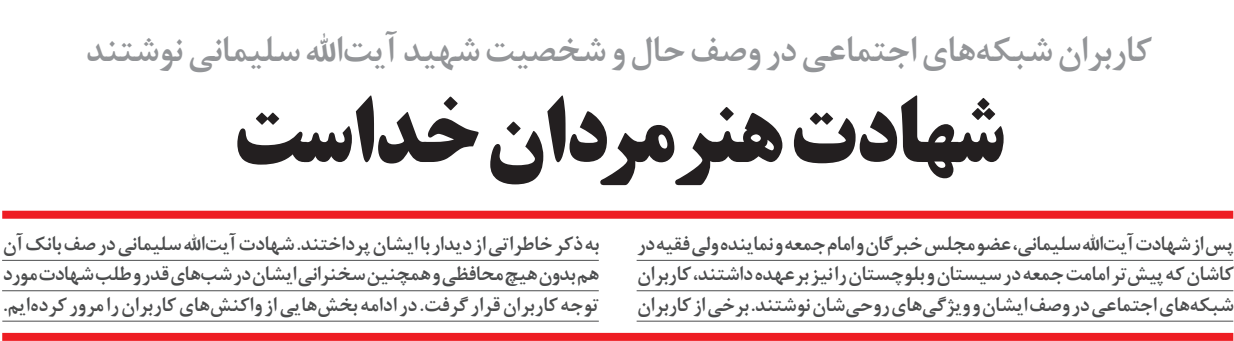 کاربران شبکه‌های اجتماعی در وصف حال و شخصیت شهید آیت‌الله سلیمانی نوشتند
شهادت هنر مردان خداست
پس از شهادت آیت‌الله سلیمانی، عضو مجلس خبرگان و امام جمعه و نماینده ولی فقیه در
کاشان که پیش‌تر امامت جمعه در سیستان و بلوچستان را نیز بر عهده داشتند، کاربران
شبکه‌های اجتماعی در وصف ایشان و ویژگی‌های روحی‌شان نوشتند. برخی از کاربران
به ذکر خاطراتی از دیدار با ایشان پرداختند. شهادت آیت‌الله سلیمانی در صف بانک آن
هم بدون هیچ محافظی و همچنین سخنرانی ایشان در شب‌های قدر و طلب شهادت مورد
توجه کاربران قرار گرفت. در ادامه بخش‌هایی از واکنش‌های کاربران را مرور کرده‌ایم.